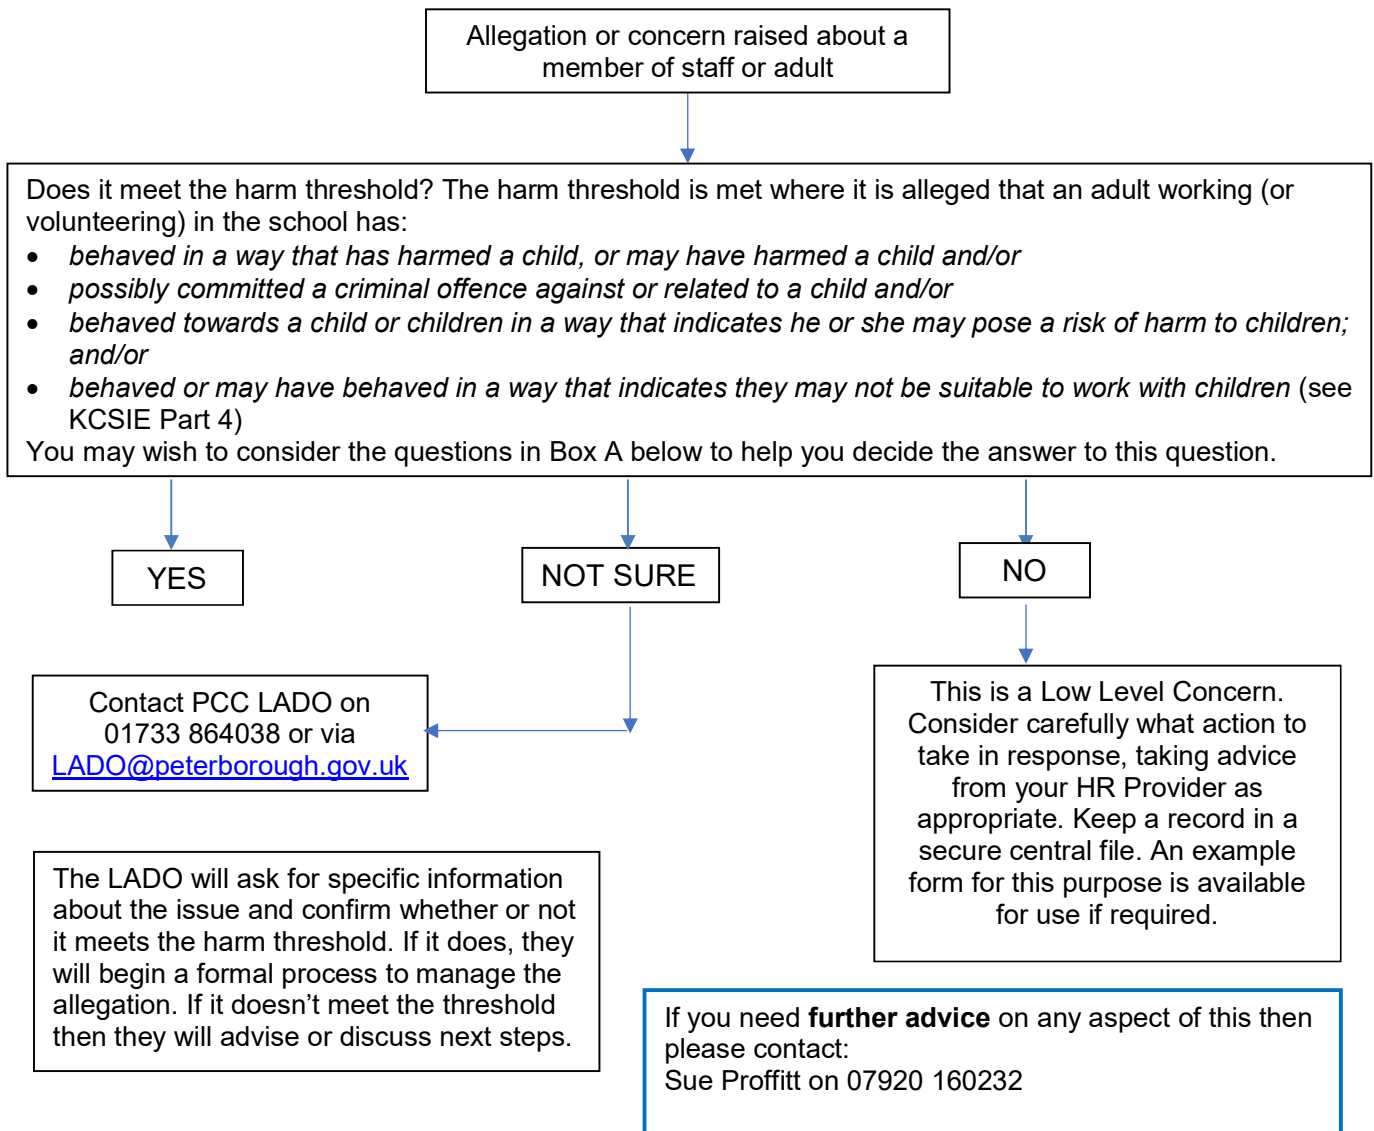 Allegation or concern raised about a
member of staff or adult
Does it meet the harm threshold? The harm threshold is met where it is alleged that an adult working (or
volunteering) in the school has:
• behaved in a way that has harmed a child, or may have harmed a child and/or
• possibly committed a criminal offence against or related to a child and/or
• behaved towards a child or children in a way that indicates he or she may pose a risk of harm to children;
and/or
• behaved or may have behaved in a way that indicates they may not be suitable to work with children (see
KCSIE Part 4)
You may wish to consider the questions in Box A below to help you decide the answer to this question.
YES
NOT SURE
NO
Contact PCC LADO on
01733 864038 or via
LADO@peterborough.gov.uk
This is a Low Level Concern.
Consider carefully what action to
take in response, taking advice
from your HR Provider as
appropriate. Keep a record in a
secure central file. An example
form for this purpose is available
for use if required.
The LADO will ask for specific information
about the issue and confirm whether or not
it meets the harm threshold. If it does, they
will begin a formal process to manage the
allegation. If it doesn’t meet the threshold
then they will advise or discuss next steps.
If you need further advice on any aspect of this then
please contact:
Sue Proffitt on 07920 160232